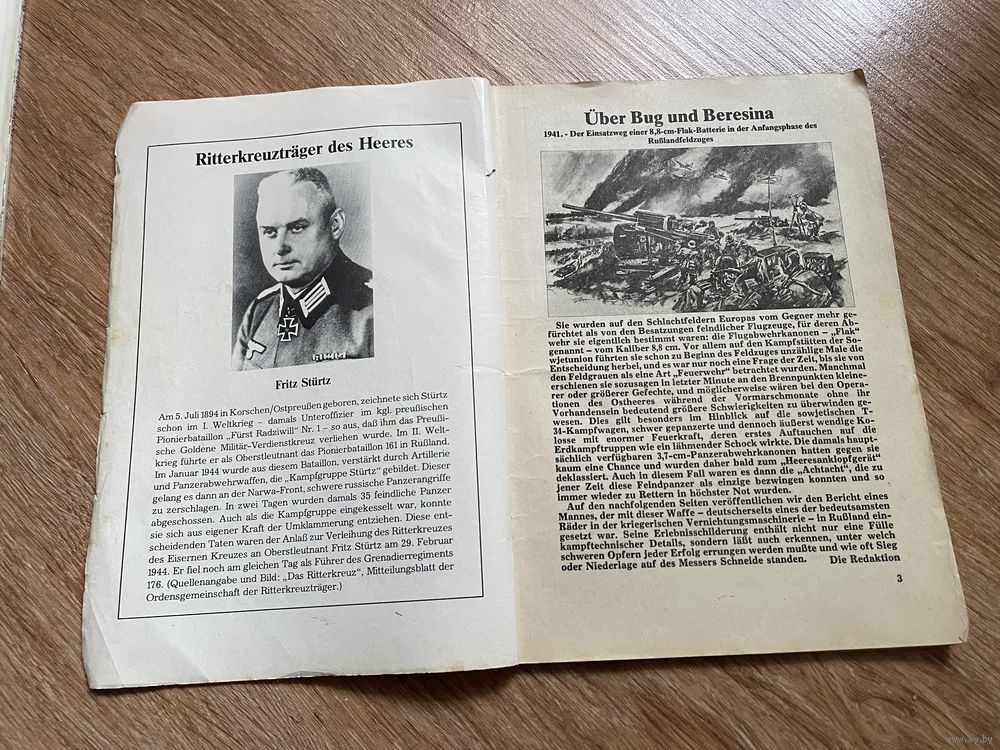 Ritterkreuzträger des Heeres
Fritz Stürtz
Am 5. Juli 1894 in Korschen/Ostpreußen geboren, zeichnete sich Stürtz
schon im I. Weltkrieg – damals Unteroffizier im kgl. preußischen
Pionierbataillon „Fürst Radziwill" Nr. 1 – so aus, daß ihm das Preußi-
sche Goldene Militär-Verdienstkreuz verliehen wurde. Im II. Welt-
krieg führte er als Oberstleutnant das Pionierbataillon 161 in Rußland.
Im Januar 1944 wurde aus diesem Bataillon, verstärkt durch Artillerie
und Panzerabwehrwaffen, die „Kampfgruppe Stürtz" gebildet. Dieser
gelang es dann an der Narwa-Front, schwere russische Panzerangriffe
zu zerschlagen. In zwei Tagen wurden damals 35 feindliche Panzer
abgeschossen. Auch als die Kampfgruppe eingekesselt war, konnte
sie sich aus eigener Kraft der Umklammerung entziehen. Diese ent-
scheidenden Taten waren der Anlaß zur Verleihung des Ritterkreuzes
des Eisernen Kreuzes an Oberstleutnant Fritz Stürtz am 29. Februar
1944. Er fiel noch am gleichen Tag als Führer des Grenadierregiments
176. (Quellenangabe und Bild: „Das Ritterkreuz", Mitteilungsblatt der
Ordensgemeinschaft der Ritterkreuzträger.)
Über Bug und Beresina
1941. - Der Einsatzweg einer 8,8-cm-Flak-Batterie in der Anfangsphase des
Rußlandfeldzuges
Sie wurden auf den Schlachtfeldern Europas vom Gegner mehr ge-
fürchtet als von den Besatzungen feindlicher Flugzeuge, für deren Ab-
wehr sie eigentlich bestimmt waren: die Flugabwehrkanonen – „Flak"
genannt – vom Kaliber 8,8 cm. Vor allem auf den Kampfstätten der So-
wjetunion führten sie schon zu Beginn des Feldzuges unzählige Male die
Entscheidung herbei, und es war nur noch eine Frage der Zeit, bis sie von
den Feldgrauen als eine Art „Feuerwehr" betrachtet wurden. Manchmal
erschienen sie sozusagen in letzter Minute an den Brennpunkten kleine-
rer oder größerer Gefechte, und möglicherweise wären bei den Opera-
tionen des Ostheeres während der Vormarschmonate ohne ihr
Vorhandensein bedeutend größere Schwierigkeiten zu überwinden ge-
wesen. Dies gilt besonders im Hinblick auf die sowjetischen T-
34-Kampfwagen, schwer gepanzerte und dennoch äußerst wendige Ko-
losse mit enormer Feuerkraft, deren erstes Auftauchen auf die
Erdkampftruppen wie ein lähmender Schock wirkte. Die damals haupt-
sächlich verfügbaren 3,7-cm-Panzerabwehrkanonen hatten gegen sie
kaum eine Chance und wurden daher bald zum „Heeresanklopfgerät"
deklassiert. Auch in diesem Fall waren es dann die „Achtacht", die zu
jener Zeit diese Feindpanzer als einzige bezwingen konnten und so
immer wieder zu Rettern in höchster Not wurden.
Auf den nachfolgenden Seiten veröffentlichen wir den Bericht eines
Mannes, der mit dieser Waffe – deutscherseits eines der bedeutsamsten
Räder in der kriegerischen Vernichtungsmaschinerie – in Rußland ein-
gesetzt war. Seine Erlebnisschilderung enthält nicht nur eine Fülle
kampftechnischer Details, sondern läßt auch erkennen, unter welch
schweren Opfern jeder Erfolg errungen werden mußte und wie oft Sieg
oder Niederlage auf des Messers Schneide standen. Die Redaktion
3
www.ay.by